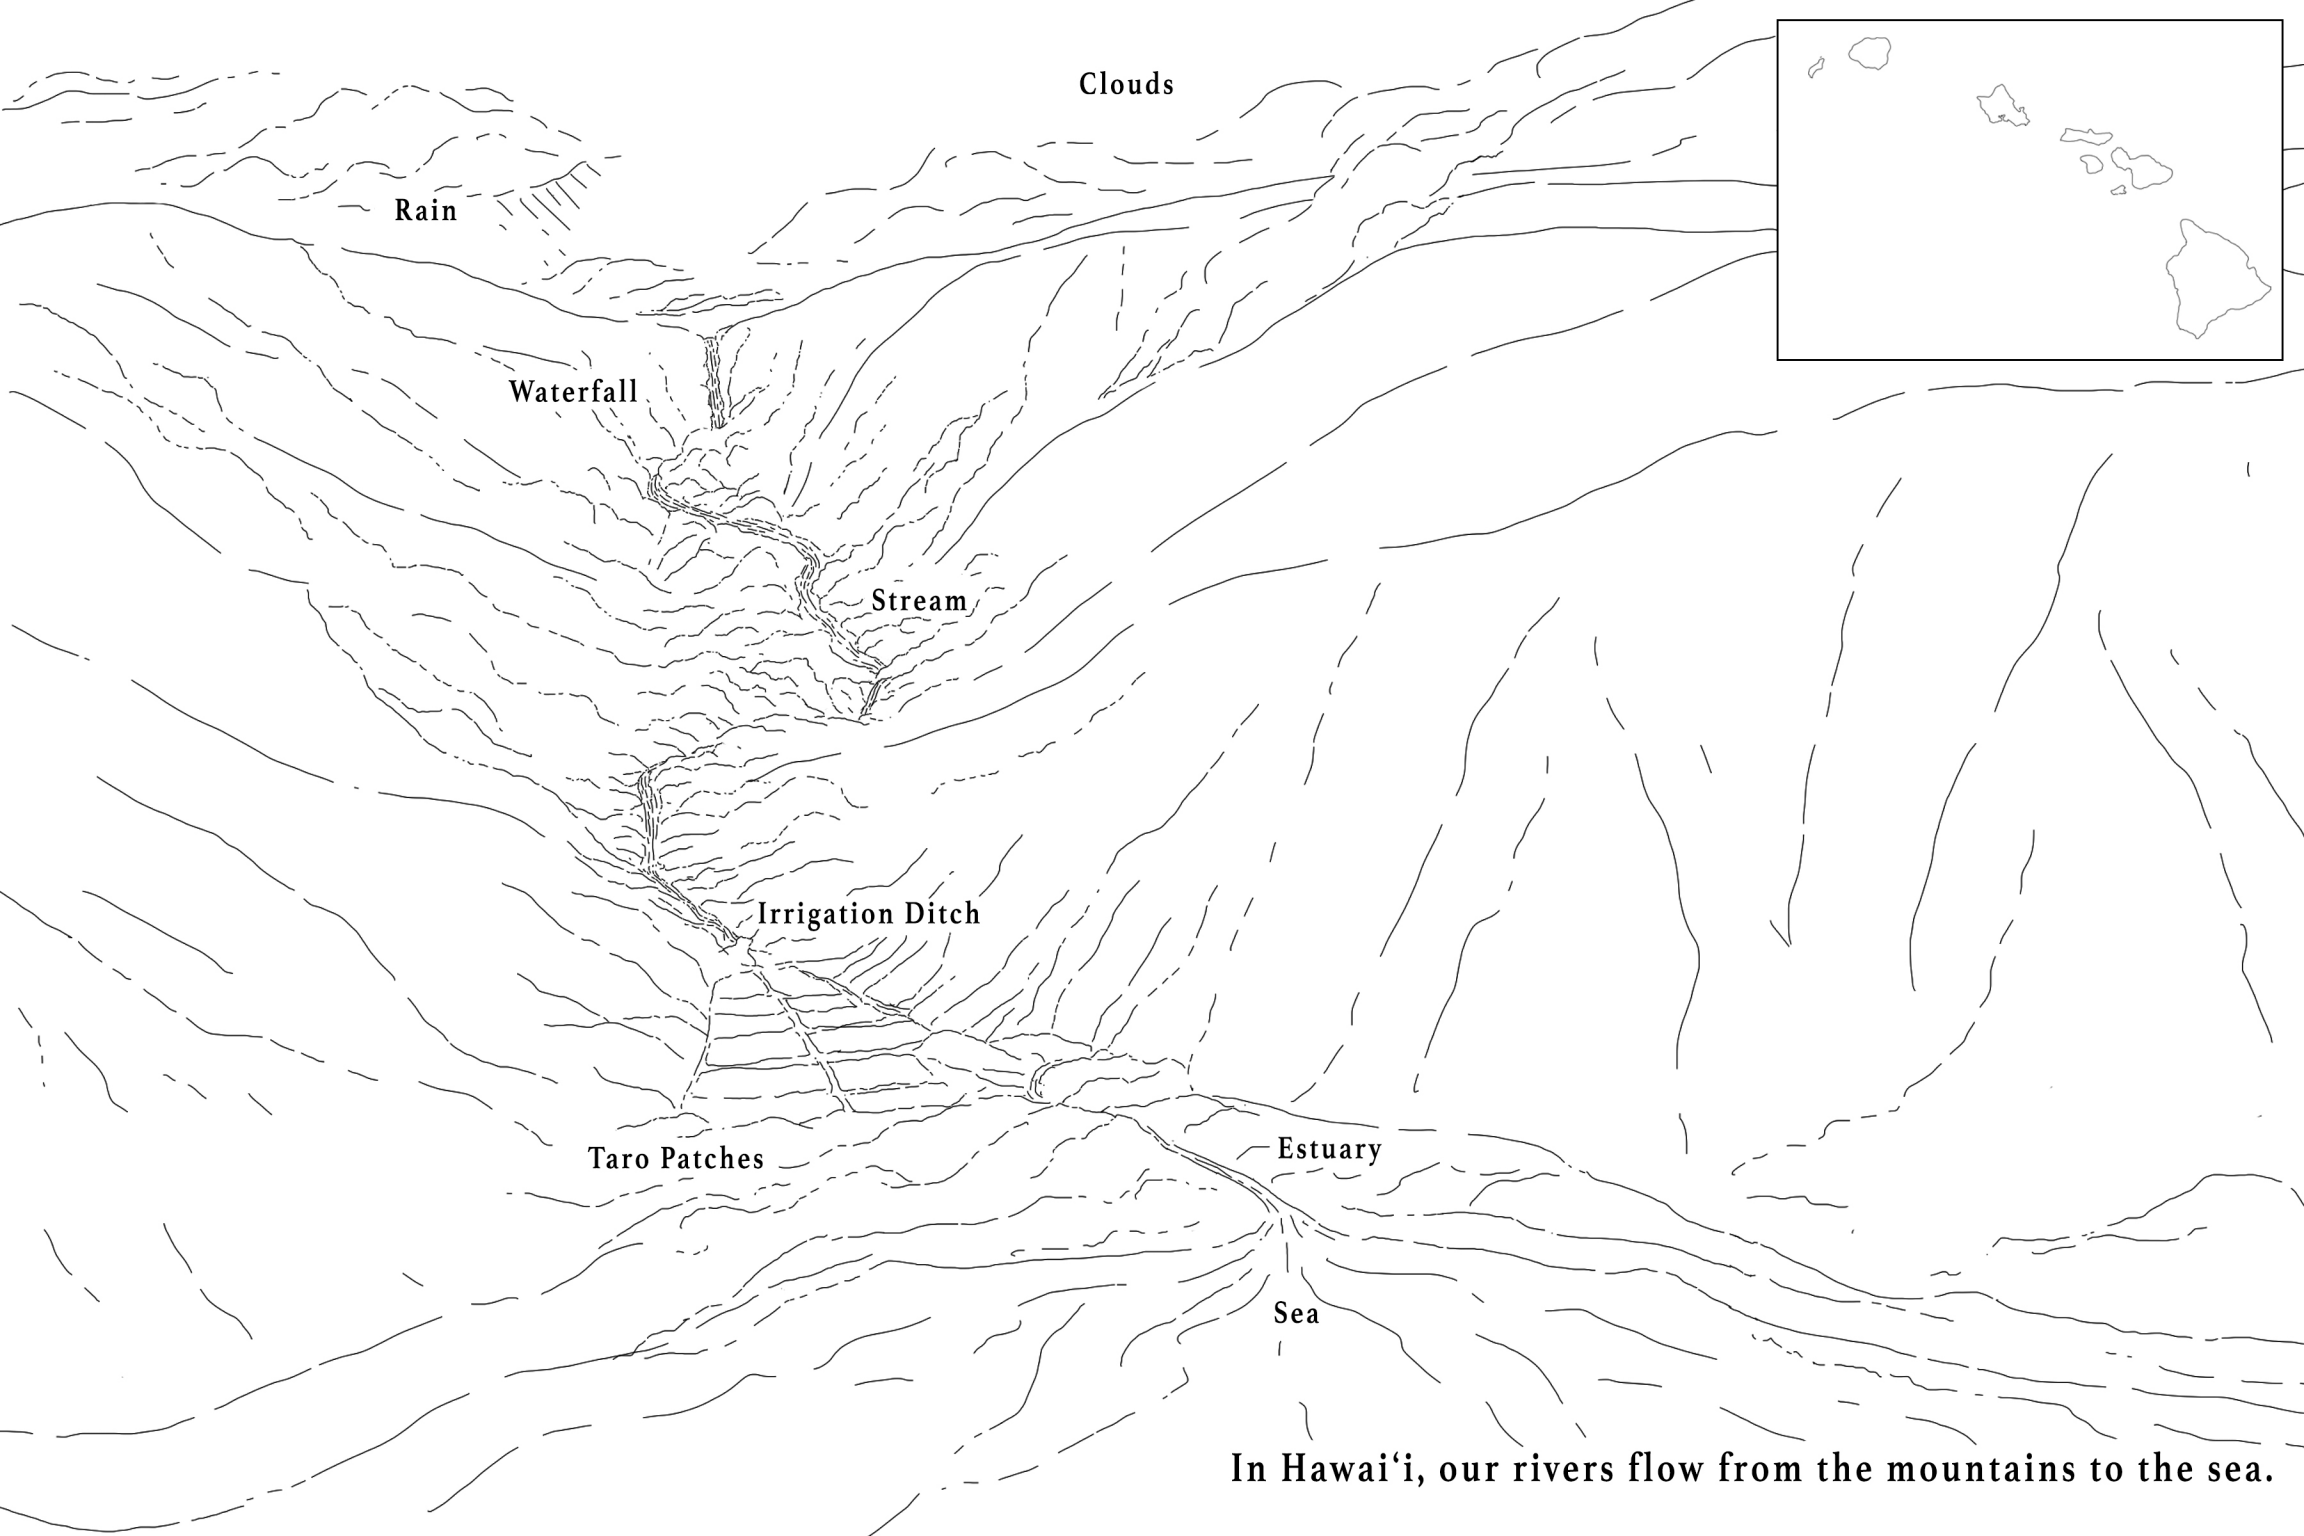 Clouds
Rain
Waterfall
Stream
Irrigation Ditch
Taro Patches
Estuary
Sea
In Hawaiʻi, our rivers flow from the mountains to the sea.